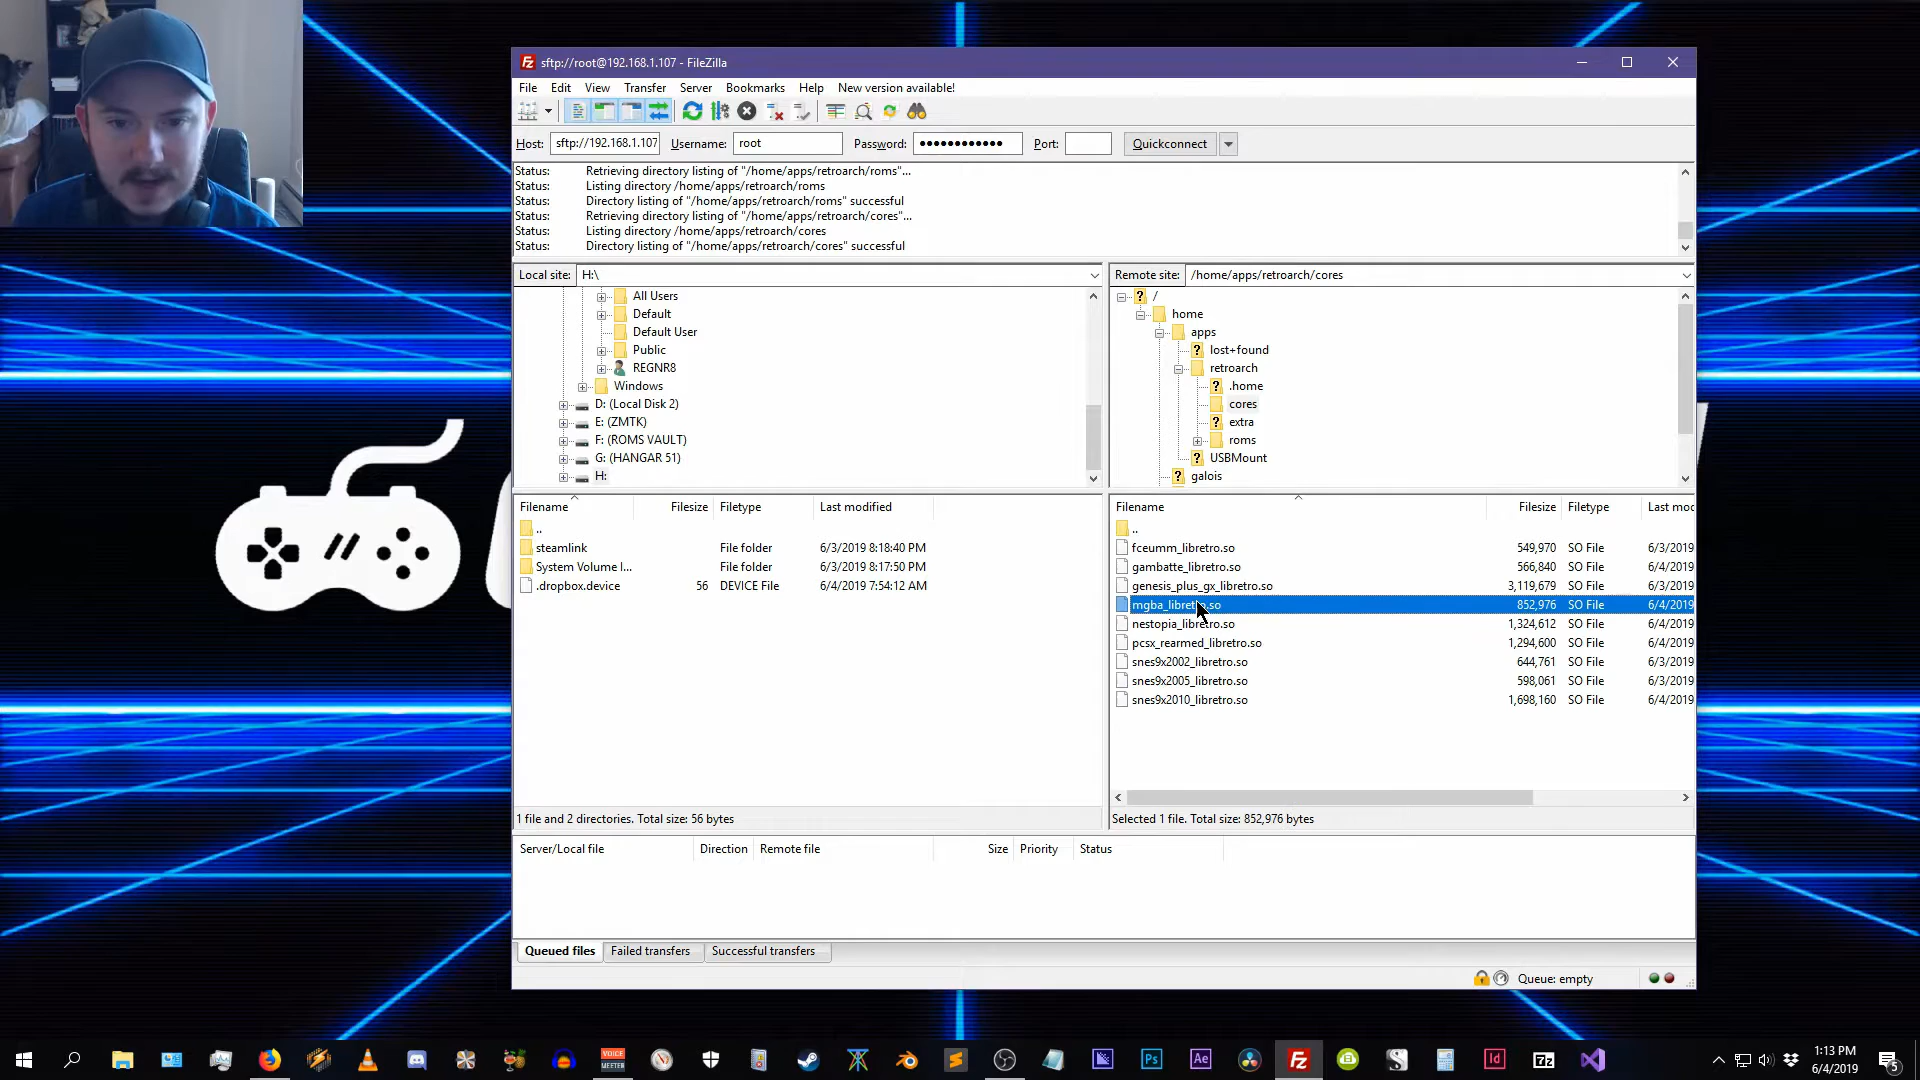 sftp://root@192.168.1.107 - FileZilla
File Edit View Transfer Server Bookmarks Help New version available!
Host: sftp://192.168.1.107 Username: root Password: •••••••••••• Port: Quickconnect
Status: Retrieving directory listing of "/home/apps/retroarch/roms"...
Status: Listing directory /home/apps/retroarch/roms
Status: Directory listing of "/home/apps/retroarch/roms" successful
Status: Retrieving directory listing of "/home/apps/retroarch/cores"...
Status: Listing directory /home/apps/retroarch/cores
Status: Directory listing of "/home/apps/retroarch/cores" successful
Local site: H:\
All Users
Default
Default User
Public
REGNR8
Windows
D: (Local Disk 2)
E: (ZMTK)
F: (ROMS VAULT)
G: (HANGAR 51)
H:
Remote site: /home/apps/retroarch/cores
/
home
apps
lost+found
retroarch
.home
cores
extra
roms
USBMount
galois
Filename Filesize Filetype Last modified
..
steamlink File folder 6/3/2019 8:18:40 PM
System Volume I... File folder 6/3/2019 8:17:50 PM
.dropbox.device 56 DEVICE File 6/4/2019 7:54:12 AM
1 file and 2 directories. Total size: 56 bytes
Filename Filesize Filetype Last moc
..
fceumm_libretro.so 549,970 SO File 6/3/2019
gambatte_libretro.so 566,840 SO File 6/4/2019
genesis_plus_gx_libretro.so 3,119,679 SO File 6/3/2019
mgba_libretro.so 852,976 SO File 6/4/2019
nestopia_libretro.so 1,324,612 SO File 6/4/2019
pcsx_rearmed_libretro.so 1,294,600 SO File 6/4/2019
snes9x2002_libretro.so 644,761 SO File 6/3/2019
snes9x2005_libretro.so 598,061 SO File 6/3/2019
snes9x2010_libretro.so 1,698,160 SO File 6/4/2019
Selected 1 file. Total size: 852,976 bytes
Server/Local file Direction Remote file Size Priority Status
Queued files Failed transfers Successful transfers
Queue: empty
VOICE MEETER
Ps
Ae
Fz
Id
7z
1:13 PM
6/4/2019
5